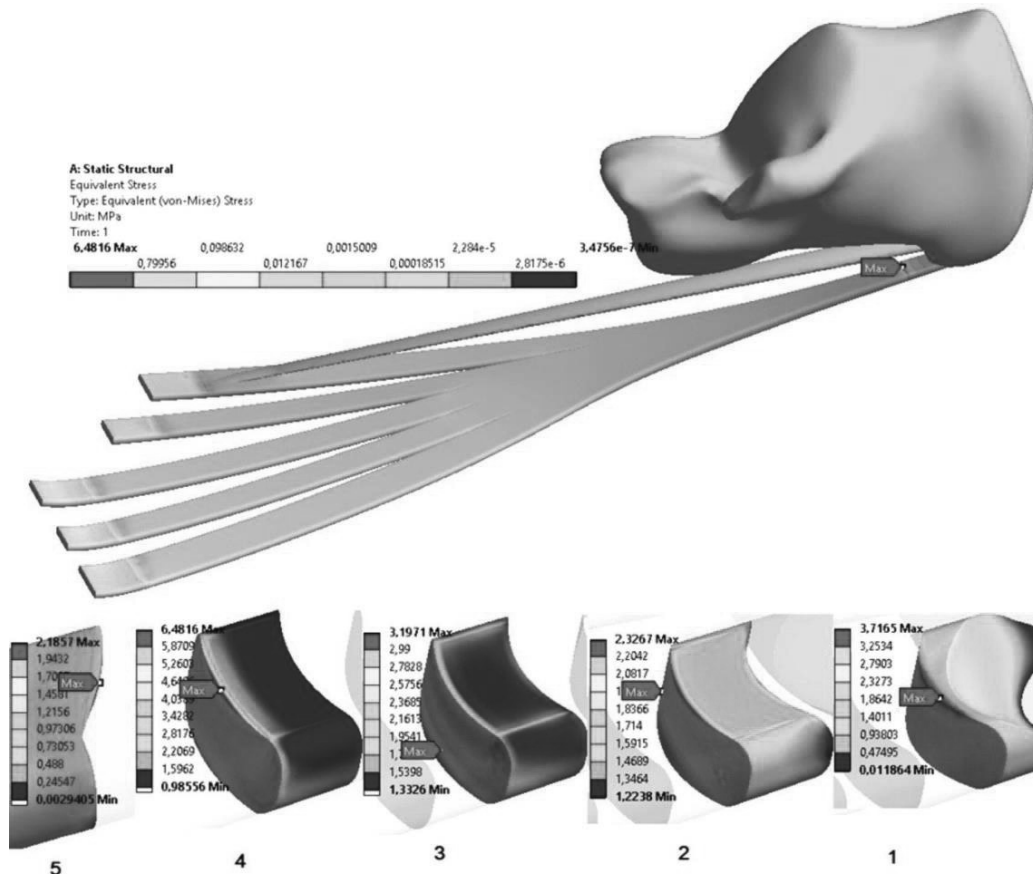 A: Static Structural
Equivalent Stress
Type: Equivalent (von-Mises) Stress
Unit: MPa
Time: 1
6,4816 Max 0,098632 0,0015009 2,284e-5 3,4756e-7 Min
0,79956 0,012167 0,00018515 2,8175e-6
Max
2,1857 Max
1,9432
Max
1,2156
0,97306
0,73053
0,488
0,24547
0,0029405 Min
5
6,4816 Max
5,8709
5,2603
Max
3,4282
2,8176
2,2069
1,5962
0,98556 Min
4
3,1971 Max
2,99
2,7828
2,5756
2,3685
2,1613
1,9541
Max
1,5398
1,3326 Min
3
2,3267 Max
2,2042
2,0817
Max
1,8366
1,714
1,5915
1,4689
1,3464
1,2238 Min
2
3,7165 Max
3,2534
2,7903
2,3273
1,8642
Max
1,4011
0,93803
0,47495
0,011864 Min
1